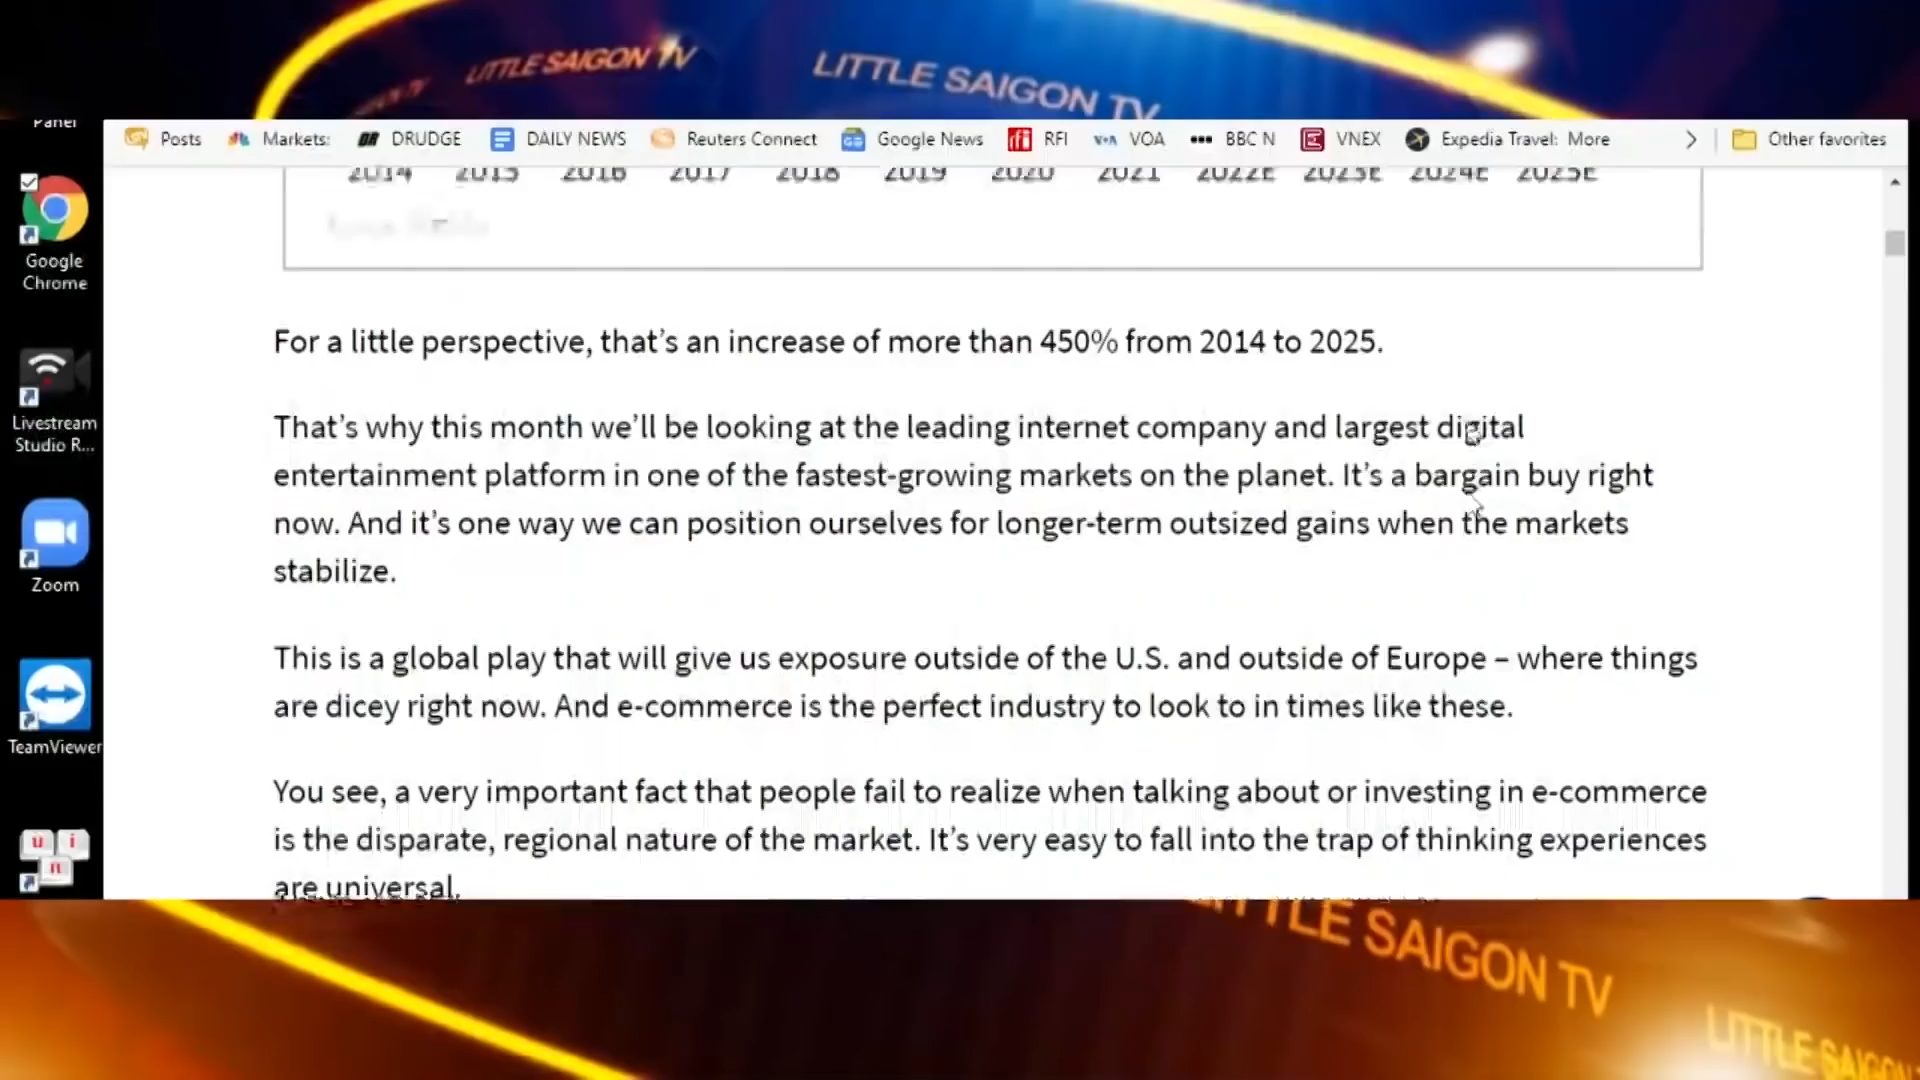 LITTLE SAIGON TV
LITTLE SAIGON TV
Panel
Posts Markets: DRUDGE DAILY NEWS Reuters Connect Google News RFI VOA BBC N VNEX Expedia Travel: More Other favorites
2014 2015 2016 2017 2018 2019 2020 2021 2022E 2023E 2024E 2025E
Google
Chrome
For a little perspective, that’s an increase of more than 450% from 2014 to 2025.
Livestream
Studio R...
That’s why this month we’ll be looking at the leading internet company and largest digital
entertainment platform in one of the fastest-growing markets on the planet. It’s a bargain buy right
now. And it’s one way we can position ourselves for longer-term outsized gains when the markets
stabilize.
Zoom
This is a global play that will give us exposure outside of the U.S. and outside of Europe – where things
are dicey right now. And e-commerce is the perfect industry to look to in times like these.
TeamViewer
You see, a very important fact that people fail to realize when talking about or investing in e-commerce
is the disparate, regional nature of the market. It’s very easy to fall into the trap of thinking experiences
are universal.
LITTLE SAIGON TV
LITTLE SAIGON